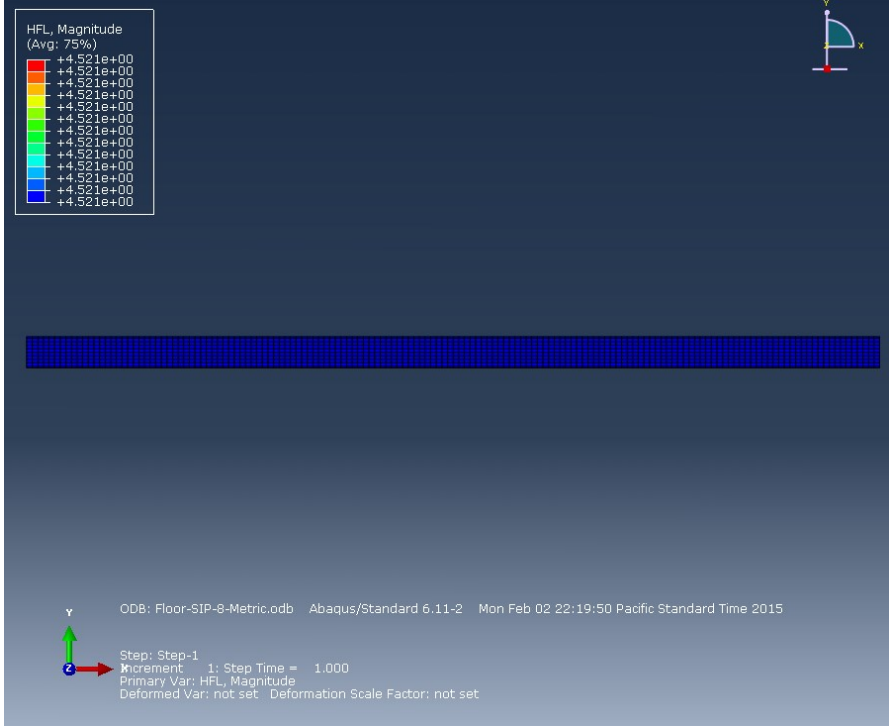 HFL, Magnitude
(Avg: 75%)
+4.521e+00
+4.521e+00
+4.521e+00
+4.521e+00
+4.521e+00
+4.521e+00
+4.521e+00
+4.521e+00
+4.521e+00
+4.521e+00
+4.521e+00
+4.521e+00
+4.521e+00
Y
X
ODB: Floor-SIP-8-Metric.odb Abaqus/Standard 6.11-2 Mon Feb 02 22:19:50 Pacific Standard Time 2015
Y
Z
X
Step: Step-1
Increment 1: Step Time = 1.000
Primary Var: HFL, Magnitude
Deformed Var: not set Deformation Scale Factor: not set